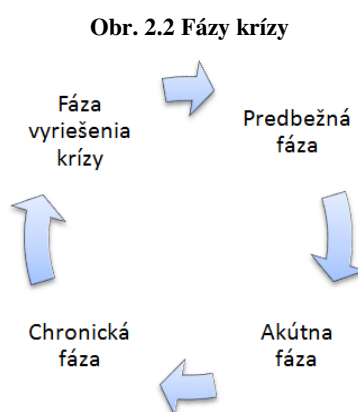 Obr. 2.2 Fázy krízy
Fáza
vyriešenia
krízy
Predbežná
fáza
Akútna
fáza
Chronická
fáza